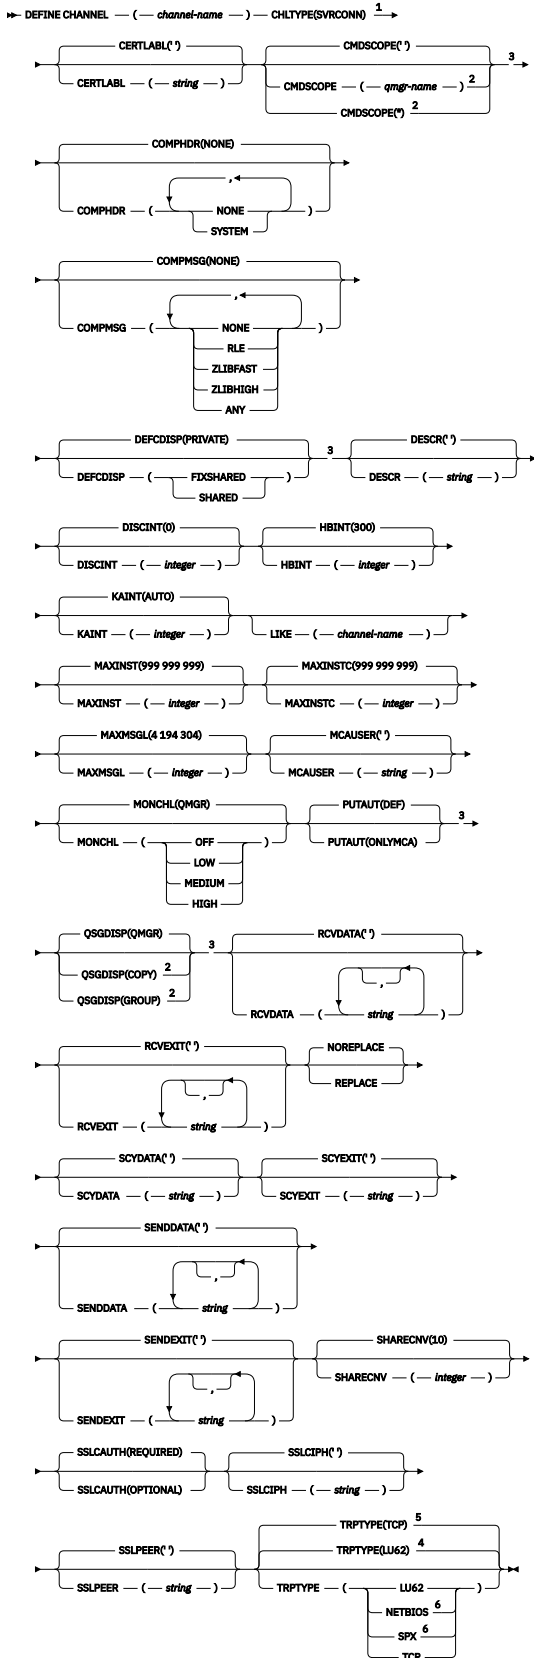 DEFINE CHANNEL ( channel-name ) CHLTYPE(SVRCONN) 1
CERTLABL(' ')
CERTLABL ( string )
CMDSCOPE(' ')
CMDSCOPE ( qmgr-name ) 2
CMDSCOPE(*) 2
3
COMPHDR(NONE)
COMPHDR ( , NONE )
SYSTEM
COMPMSG(NONE)
COMPMSG ( , NONE )
RLE
ZLIBFAST
ZLIBHIGH
ANY
DEFCDISP(PRIVATE)
DEFCDISP ( FIXSHARED )
SHARED
3
DESCR(' ')
DESCR ( string )
DISCINT(0)
DISCINT ( integer )
HBINT(300)
HBINT ( integer )
KAINT(AUTO)
KAINT ( integer )
LIKE ( channel-name )
MAXINST(999 999 999)
MAXINST ( integer )
MAXINSTC(999 999 999)
MAXINSTC ( integer )
MAXMSGL(4 194 304)
MAXMSGL ( integer )
MCAUSER(' ')
MCAUSER ( string )
MONCHL(QMGR)
MONCHL ( OFF )
LOW
MEDIUM
HIGH
PUTAUT(DEF)
PUTAUT(ONLYMCA)
3
QSGDISP(QMGR)
QSGDISP(COPY) 2
QSGDISP(GROUP) 2
3
RCVDATA(' ')
,
RCVDATA ( string )
RCVEXIT(' ')
,
RCVEXIT ( string )
NOREPLACE
REPLACE
SCYDATA(' ')
SCYDATA ( string )
SCYEXIT(' ')
SCYEXIT ( string )
SENDDATA(' ')
,
SENDDATA ( string )
SENDEXIT(' ')
,
SENDEXIT ( string )
SHARECNV(10)
SHARECNV ( integer )
SSLCAUTH(REQUIRED)
SSLCAUTH(OPTIONAL)
SSLCIPH(' ')
SSLCIPH ( string )
SSLPEER(' ')
SSLPEER ( string )
TRPTYPE(TCP) 5
TRPTYPE(LU62) 4
TRPTYPE ( LU62 )
NETBIOS 6
SPX 6
TCP